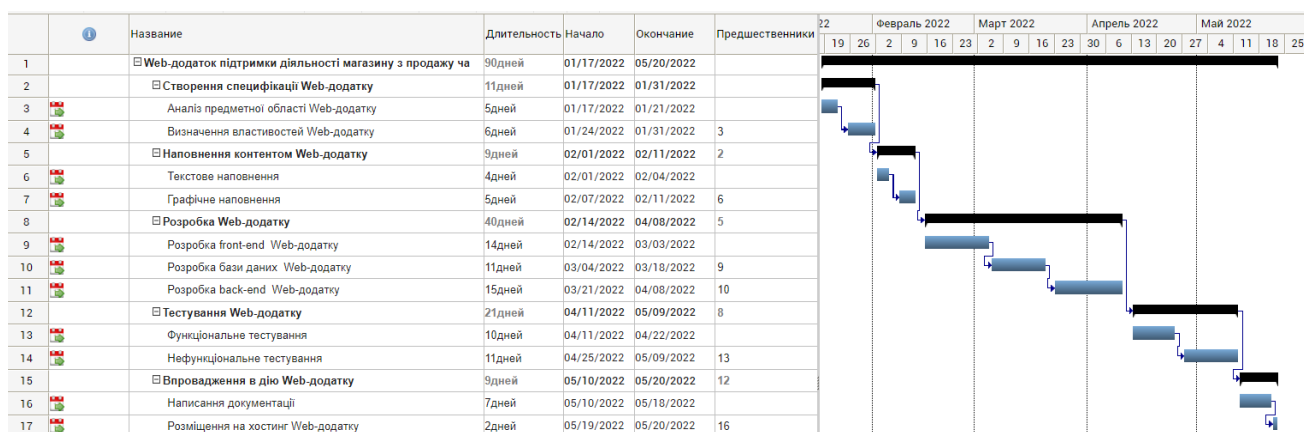 Название Длительность Начало Окончание Предшественники
22 Февраль 2022 Март 2022 Апрель 2022 Май 2022
19 26 2 9 16 23 2 9 16 23 30 6 13 20 27 4 11 18 25
1 Web-додаток підтримки діяльності магазину з продажу ча 90дней 01/17/2022 05/20/2022
2 Створення специфікації Web-додатку 11дней 01/17/2022 01/31/2022
3 Аналіз предметної області Web-додатку 5дней 01/17/2022 01/21/2022
4 Визначення властивостей Web-додатку 6дней 01/24/2022 01/31/2022 3
5 Наповнення контентом Web-додатку 9дней 02/01/2022 02/11/2022 2
6 Текстове наповнення 4дней 02/01/2022 02/04/2022
7 Графічне наповнення 5дней 02/07/2022 02/11/2022 6
8 Розробка Web-додатку 40дней 02/14/2022 04/08/2022 5
9 Розробка front-end Web-додатку 14дней 02/14/2022 03/03/2022
10 Розробка бази даних Web-додатку 11дней 03/04/2022 03/18/2022 9
11 Розробка back-end Web-додатку 15дней 03/21/2022 04/08/2022 10
12 Тестування Web-додатку 21дней 04/11/2022 05/09/2022 8
13 Функціональне тестування 10дней 04/11/2022 04/22/2022
14 Нефункціональне тестування 11дней 04/25/2022 05/09/2022 13
15 Впровадження в дію Web-додатку 9дней 05/10/2022 05/20/2022 12
16 Написання документації 7дней 05/10/2022 05/18/2022
17 Розміщення на хостинг Web-додатку 2дней 05/19/2022 05/20/2022 16